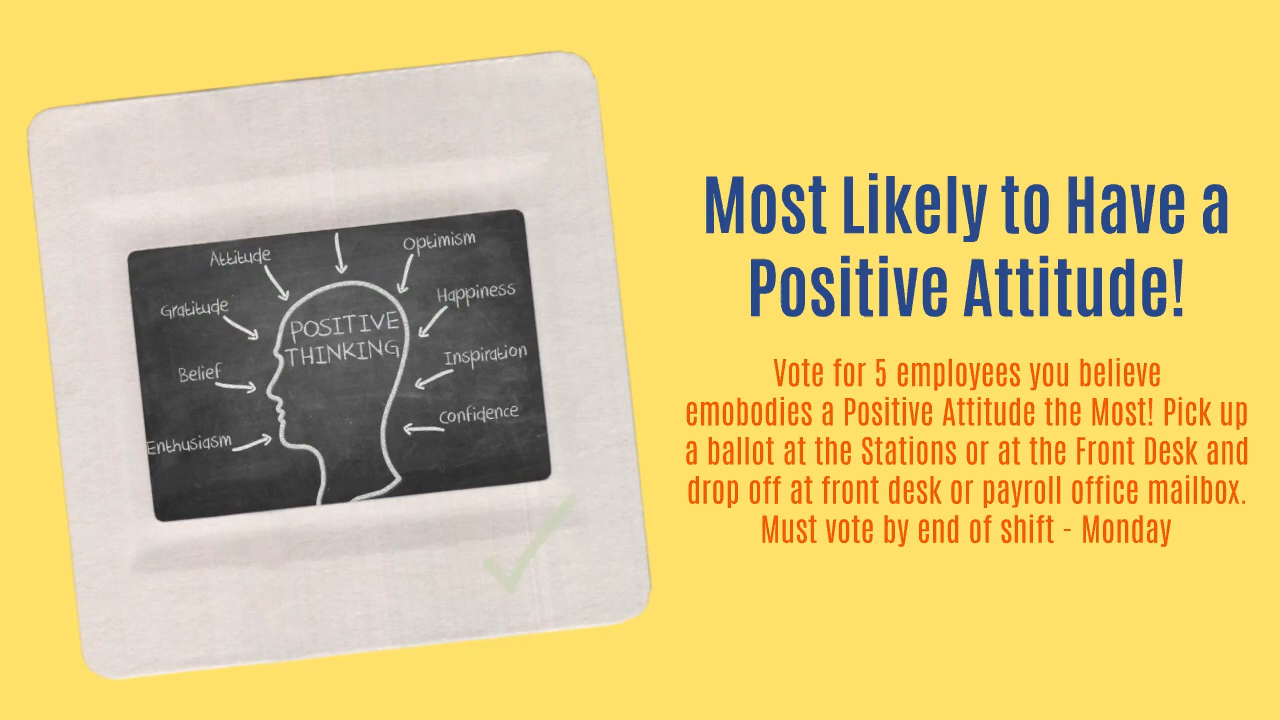 Attitude
Optimism
Gratitude
Happiness
POSITIVE
THINKING
Belief
Inspiration
Enthusiasm
Confidence
Most Likely to Have a
Positive Attitude!
Vote for 5 employees you believe
emobodies a Positive Attitude the Most! Pick up
a ballot at the Stations or at the Front Desk and
drop off at front desk or payroll office mailbox.
Must vote by end of shift - Monday